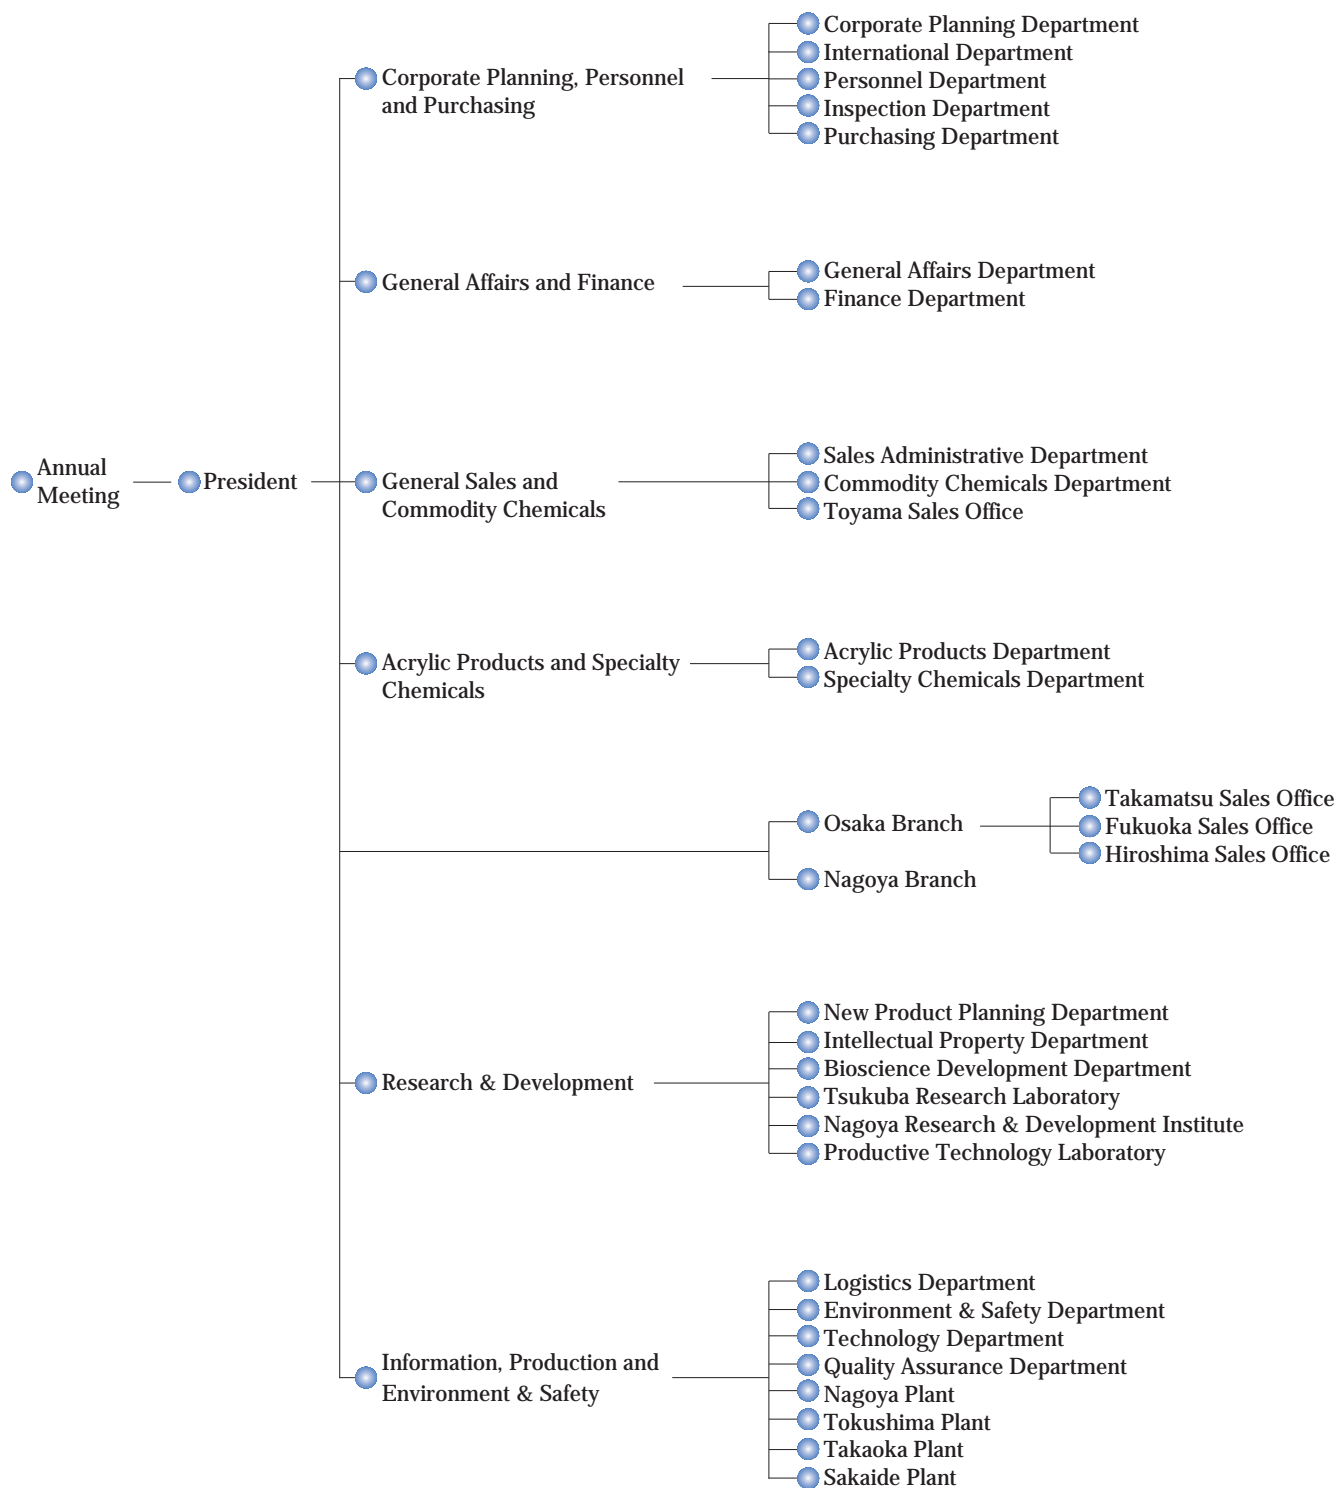 Annual
Meeting
President
Corporate Planning, Personnel
and Purchasing
Corporate Planning Department
International Department
Personnel Department
Inspection Department
Purchasing Department
General Affairs and Finance
General Affairs Department
Finance Department
General Sales and
Commodity Chemicals
Sales Administrative Department
Commodity Chemicals Department
Toyama Sales Office
Acrylic Products and Specialty
Chemicals
Acrylic Products Department
Specialty Chemicals Department
Osaka Branch
Takamatsu Sales Office
Fukuoka Sales Office
Hiroshima Sales Office
Nagoya Branch
Research & Development
New Product Planning Department
Intellectual Property Department
Bioscience Development Department
Tsukuba Research Laboratory
Nagoya Research & Development Institute
Productive Technology Laboratory
Information, Production and
Environment & Safety
Logistics Department
Environment & Safety Department
Technology Department
Quality Assurance Department
Nagoya Plant
Tokushima Plant
Takaoka Plant
Sakaide Plant